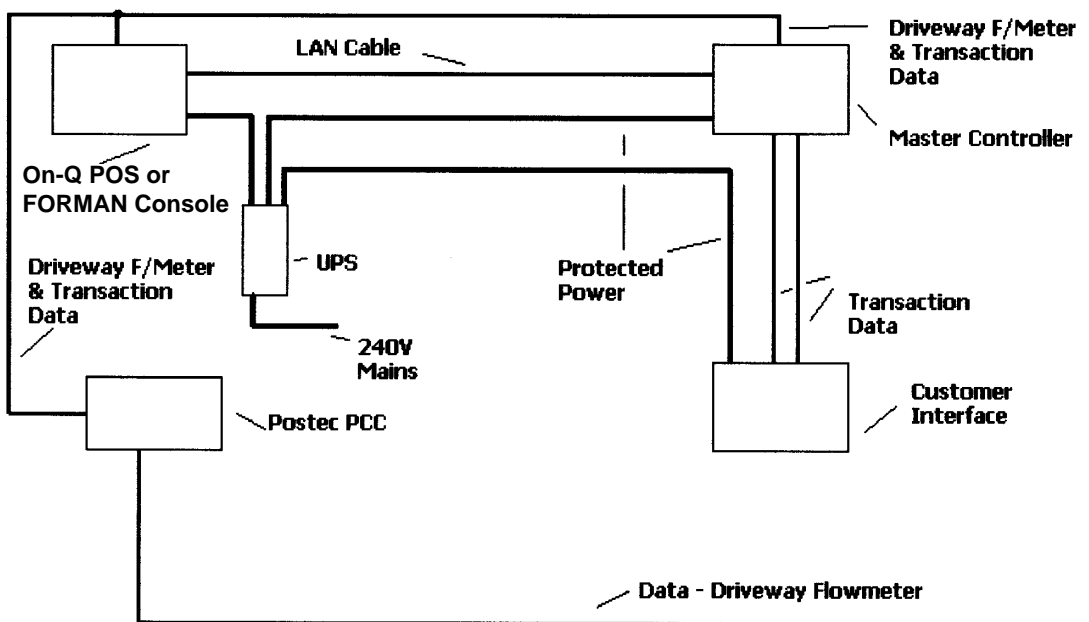 Driveway F/Meter
& Transaction
Data
LAN Cable
Master Controller
On-Q POS or
FORMAN Console
UPS
Driveway F/Meter
& Transaction
Data
Protected
Power
Transaction
Data
240V
Mains
Postec PCC
Customer
Interface
Data - Driveway Flowmeter